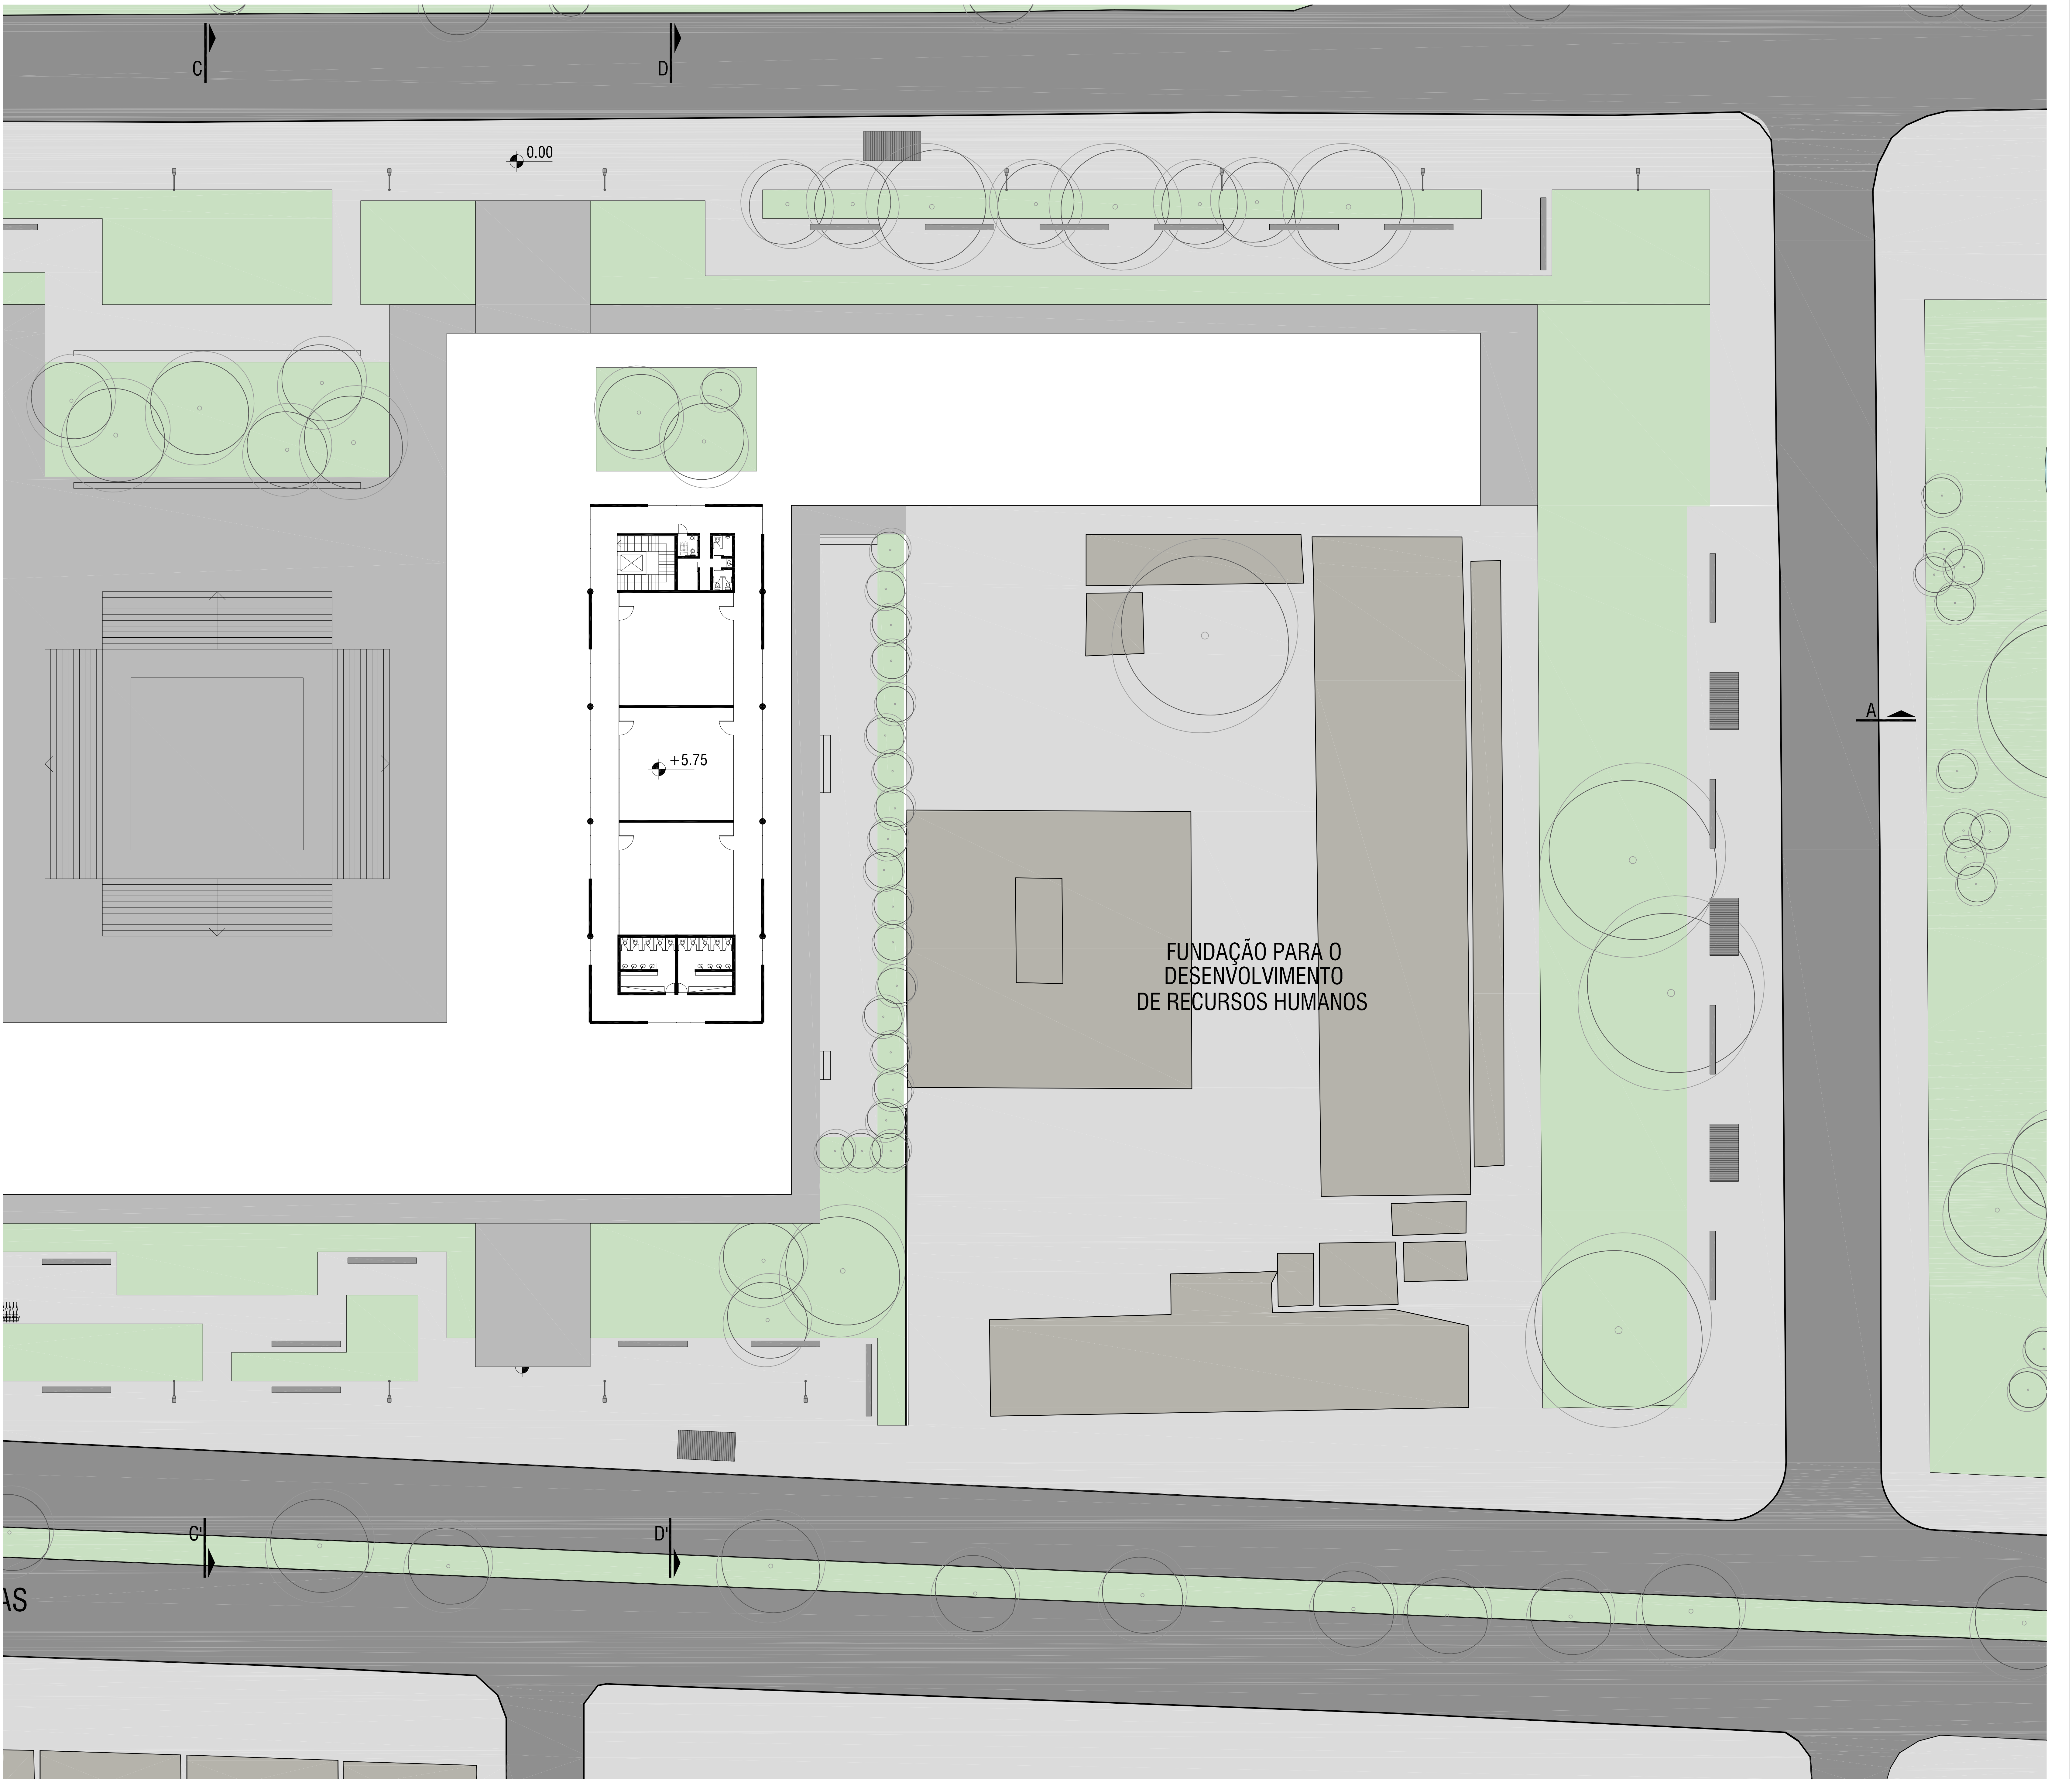 C
D
0.00
A
+5.75
FUNDAÇÃO PARA O
DESENVOLVIMENTO
DE RECURSOS HUMANOS
C'
D'
AS